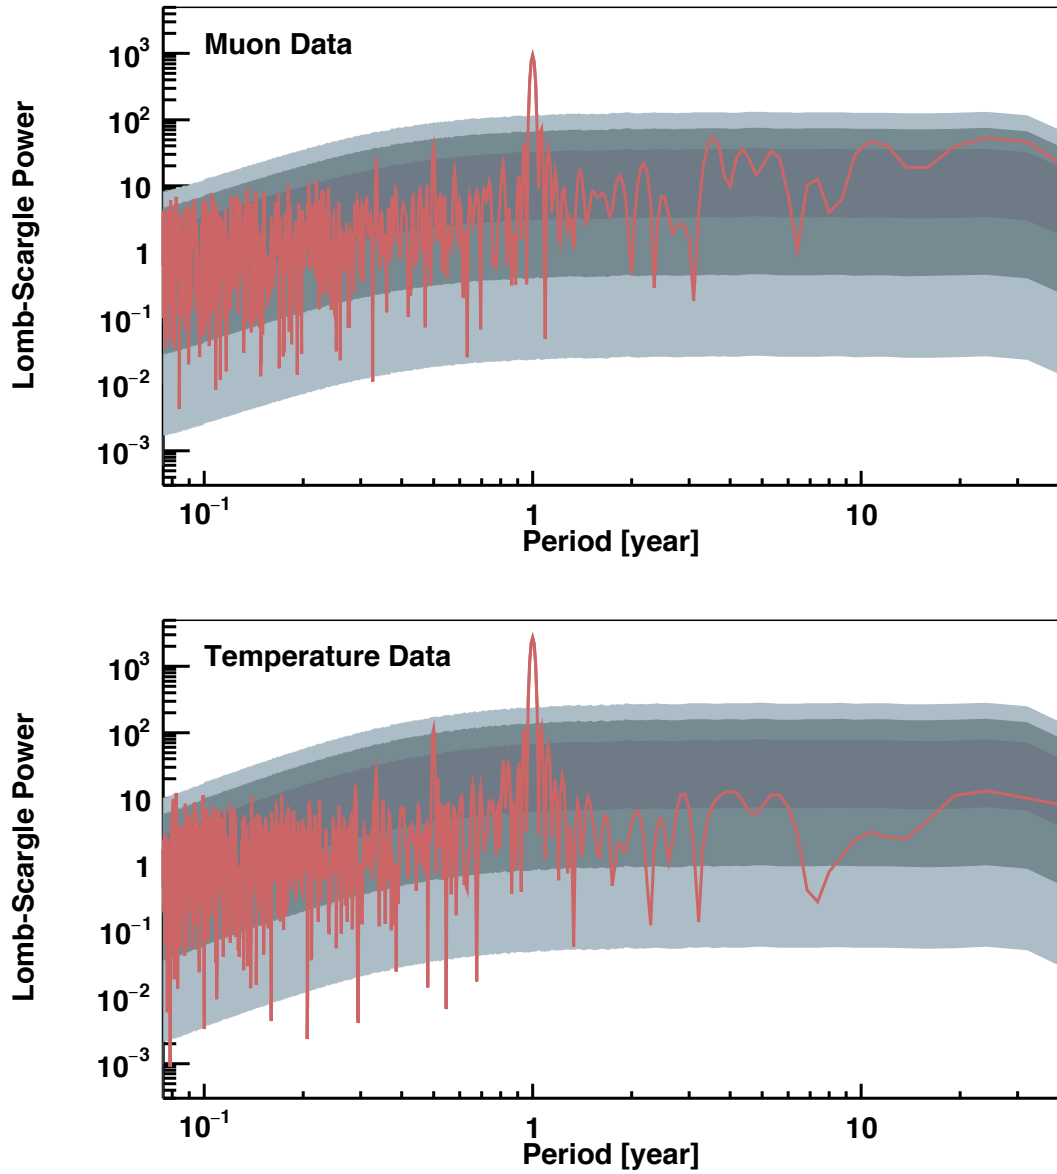 Muon Data
Lomb-Scargle Power
10³
10²
10
1
10⁻¹
10⁻²
10⁻³
10⁻¹ 1 10
Period [year]
Temperature Data
Lomb-Scargle Power
10³
10²
10
1
10⁻¹
10⁻²
10⁻³
10⁻¹ 1 10
Period [year]